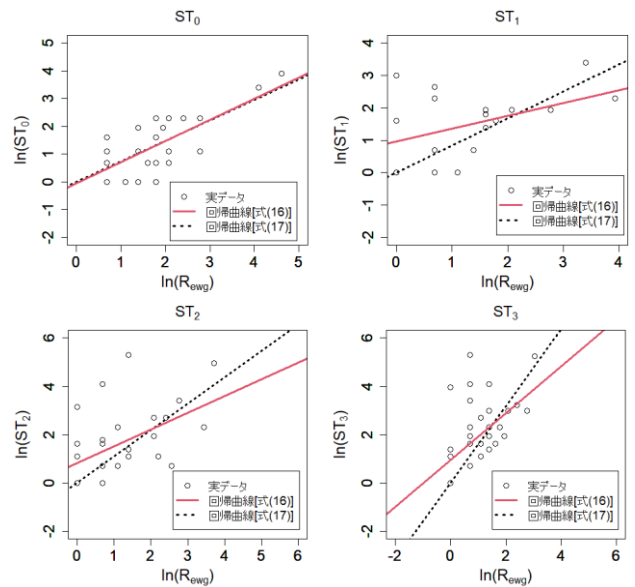 ST0
ln(ST0)
5
4
3
2
1
0
-1
-2
○ 実データ
回帰曲線[式(16)]
回帰曲線[式(17)]
0 1 2 3 4 5
ln(Rewg)
ST1
ln(ST1)
4
3
2
1
0
-1
-2
○ 実データ
回帰曲線[式(16)]
回帰曲線[式(17)]
0 1 2 3 4
ln(Rewg)
ST2
ln(ST2)
6
4
2
0
-2
○ 実データ
回帰曲線[式(16)]
回帰曲線[式(17)]
0 1 2 3 4 5 6
ln(Rewg)
ST3
ln(ST3)
6
4
2
0
-2
○ 実データ
回帰曲線[式(16)]
回帰曲線[式(17)]
-2 0 2 4 6
ln(Rewg)